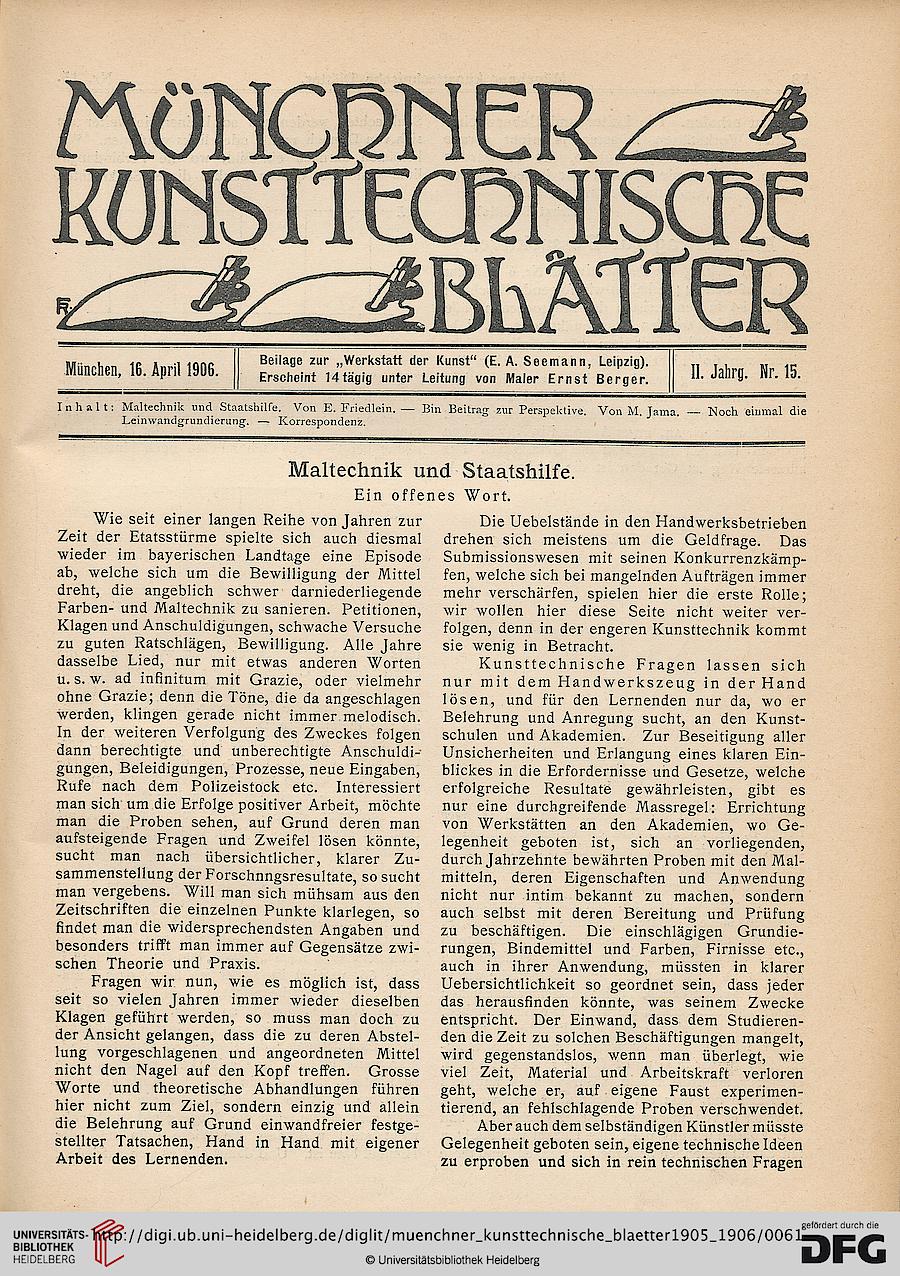 MÜNCHNER
KUNSTTECHNISCHE
BLÄTTER
FR
München, 16. April 1906.
Beilage zur „Werkstatt der Kunst“ (E. A. Seemann, Leipzig).
Erscheint 14tägig unter Leitung von Maler Ernst Berger.
II. Jahrg. Nr. 15.
Inhalt: Maltechnik und Staatshilfe. Von E. Friedlein. — Bin Beitrag zur Perspektive. Von M. Jama. — Noch einmal die
Leinwandgrundierung. — Korrespondenz.
Maltechnik und Staatshilfe.
Ein offenes Wort.
Wie seit einer langen Reihe von Jahren zur
Zeit der Etatsstürme spielte sich auch diesmal
wieder im bayerischen Landtage eine Episode
ab, welche sich um die Bewilligung der Mittel
dreht, die angeblich schwer darniederliegende
Farben- und Maltechnik zu sanieren. Petitionen,
Klagen und Anschuldigungen, schwache Versuche
zu guten Ratschlägen, Bewilligung. Alle Jahre
dasselbe Lied, nur mit etwas anderen Worten
u. s. w. ad infinitum mit Grazie, oder vielmehr
ohne Grazie; denn die Töne, die da angeschlagen
werden, klingen gerade nicht immer melodisch.
In der weiteren Verfolgung des Zweckes folgen
dann berechtigte und unberechtigte Anschuldi-
gungen, Beleidigungen, Prozesse, neue Eingaben,
Rufe nach dem Polizeistock etc. Interessiert
man sich um die Erfolge positiver Arbeit, möchte
man die Proben sehen, auf Grund deren man
aufsteigende Fragen und Zweifel lösen könnte,
sucht man nach übersichtlicher, klarer Zu-
sammenstellung der Forschnngsresultate, so sucht
man vergebens. Will man sich mühsam aus den
Zeitschriften die einzelnen Punkte klarlegen, so
findet man die widersprechendsten Angaben und
besonders trifft man immer auf Gegensätze zwi-
schen Theorie und Praxis.
Fragen wir nun, wie es möglich ist, dass
seit so vielen Jahren immer wieder dieselben
Klagen geführt werden, so muss man doch zu
der Ansicht gelangen, dass die zu deren Abstel-
lung vorgeschlagenen und angeordneten Mittel
nicht den Nagel auf den Kopf treffen. Grosse
Worte und theoretische Abhandlungen führen
hier nicht zum Ziel, sondern einzig und allein
die Belehrung auf Grund einwandfreier festge-
stellter Tatsachen, Hand in Hand mit eigener
Arbeit des Lernenden.
Die Uebelstände in den Handwerksbetrieben
drehen sich meistens um die Geldfrage. Das
Submissionswesen mit seinen Konkurrenzkämp-
fen, welche sich bei mangelnden Aufträgen immer
mehr verschärfen, spielen hier die erste Rolle;
wir wollen hier diese Seite nicht weiter ver-
folgen, denn in der engeren Kunsttechnik kommt
sie wenig in Betracht.
Kunsttechnische Fragen lassen sich
nur mit dem Handwerkszeug in der Hand
lösen, und für den Lernenden nur da, wo er
Belehrung und Anregung sucht, an den Kunst-
schulen und Akademien. Zur Beseitigung aller
Unsicherheiten und Erlangung eines klaren Ein-
blickes in die Erfordernisse und Gesetze, welche
erfolgreiche Resultate gewährleisten, gibt es
nur eine durchgreifende Massregel: Errichtung
von Werkstätten an den Akademien, wo Ge-
legenheit geboten ist, sich an vorliegenden,
durch Jahrzehnte bewährten Proben mit den Mal-
mitteln, deren Eigenschaften und Anwendung
nicht nur intim bekannt zu machen, sondern
auch selbst mit deren Bereitung und Prüfung
zu beschäftigen. Die einschlägigen Grundie-
rungen, Bindemittel und Farben, Firnisse etc.,
auch in ihrer Anwendung, müssten in klarer
Uebersichtlichkeit so geordnet sein, dass jeder
das herausfinden könnte, was seinem Zwecke
entspricht. Der Einwand, dass dem Studieren-
den die Zeit zu solchen Beschäftigungen mangelt,
wird gegenstandslos, wenn man überlegt, wie
viel Zeit, Material und Arbeitskraft verloren
geht, welche er, auf eigene Faust experimen-
tierend, an fehlschlagende Proben verschwendet.
Aber auch dem selbständigen Künstler müsste
Gelegenheit geboten sein, eigene technische Ideen
zu erproben und sich in rein technischen Fragen
UNIVERSITÄTS-
BIBLIOTHEK
HEIDELBERG
http://digi.ub.uni-heidelberg.de/diglit/muenchner_kunsttechnische_blaetter1905_1906/0061
© Universitätsbibliothek Heidelberg
gefördert durch die
DFG